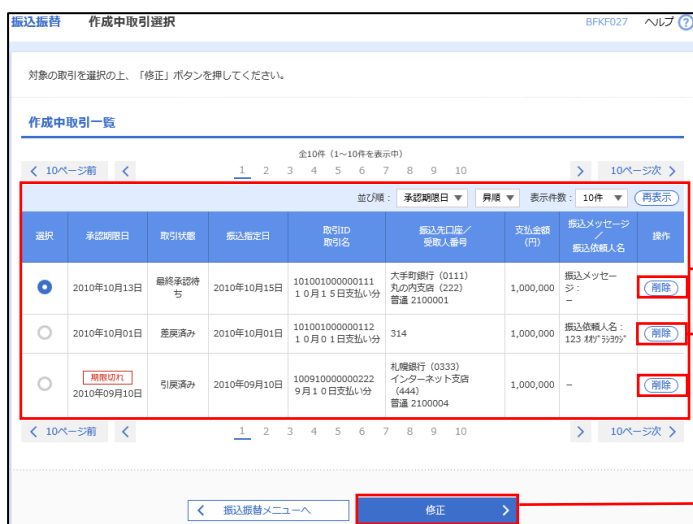 振込振替 作成中取引選択 BFKF027 ヘルプ ?
対象の取引を選択の上、「修正」ボタンを押してください。
作成中取引一覧
全10件（1～10件を表示中）
< 10ページ前 < 1 2 3 4 5 6 7 8 9 10 > 10ページ次 >
並び順： 承認期限日 ▼ 昇順 ▼ 表示件数： 10件 ▼ 再表示
選択 承認期限日 取引状態 振込指定日 取引ID 取引名 振込先口座／ 受取人番号 支払金額 (円) 振込メッセージ ／ 振込依頼人名 操作
2010年10月13日 最終承認待ち 2010年10月15日 101001000000111 10月15日支払い分 大手町銀行（0111） 丸の内支店（222） 普通 2100001 1,000,000 振込メッセージ： － 削除
2010年10月01日 差戻済み 2010年10月01日 101001000000112 10月01日支払い分 314 1,000,000 振込依頼人名： 123 削除
期限切れ 2010年09月10日 引戻済み 2010年09月10日 100910000000222 9月10日支払い分 札幌銀行（0333） インターネット支店 （444） 普通 2100004 1,000,000 － 削除
< 10ページ前 < 1 2 3 4 5 6 7 8 9 10 > 10ページ次 >
< 振込振替メニューへ 修正 >